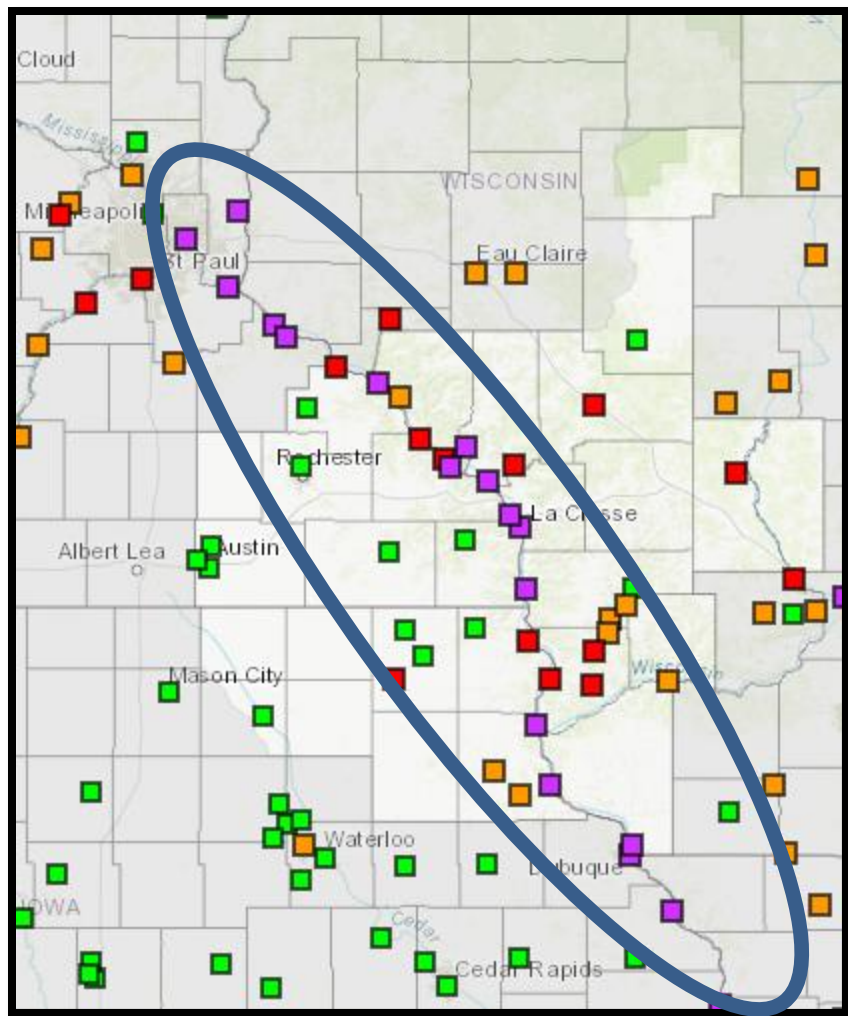 Cloud
Mississippi
WISCONSIN
Minneapolis
Eau Claire
St Paul
Rochester
La Crosse
Albert Lea
Austin
Wisconsin
Mason City
Waterloo
Dubuque
IOWA
Cedar
Cedar Rapids